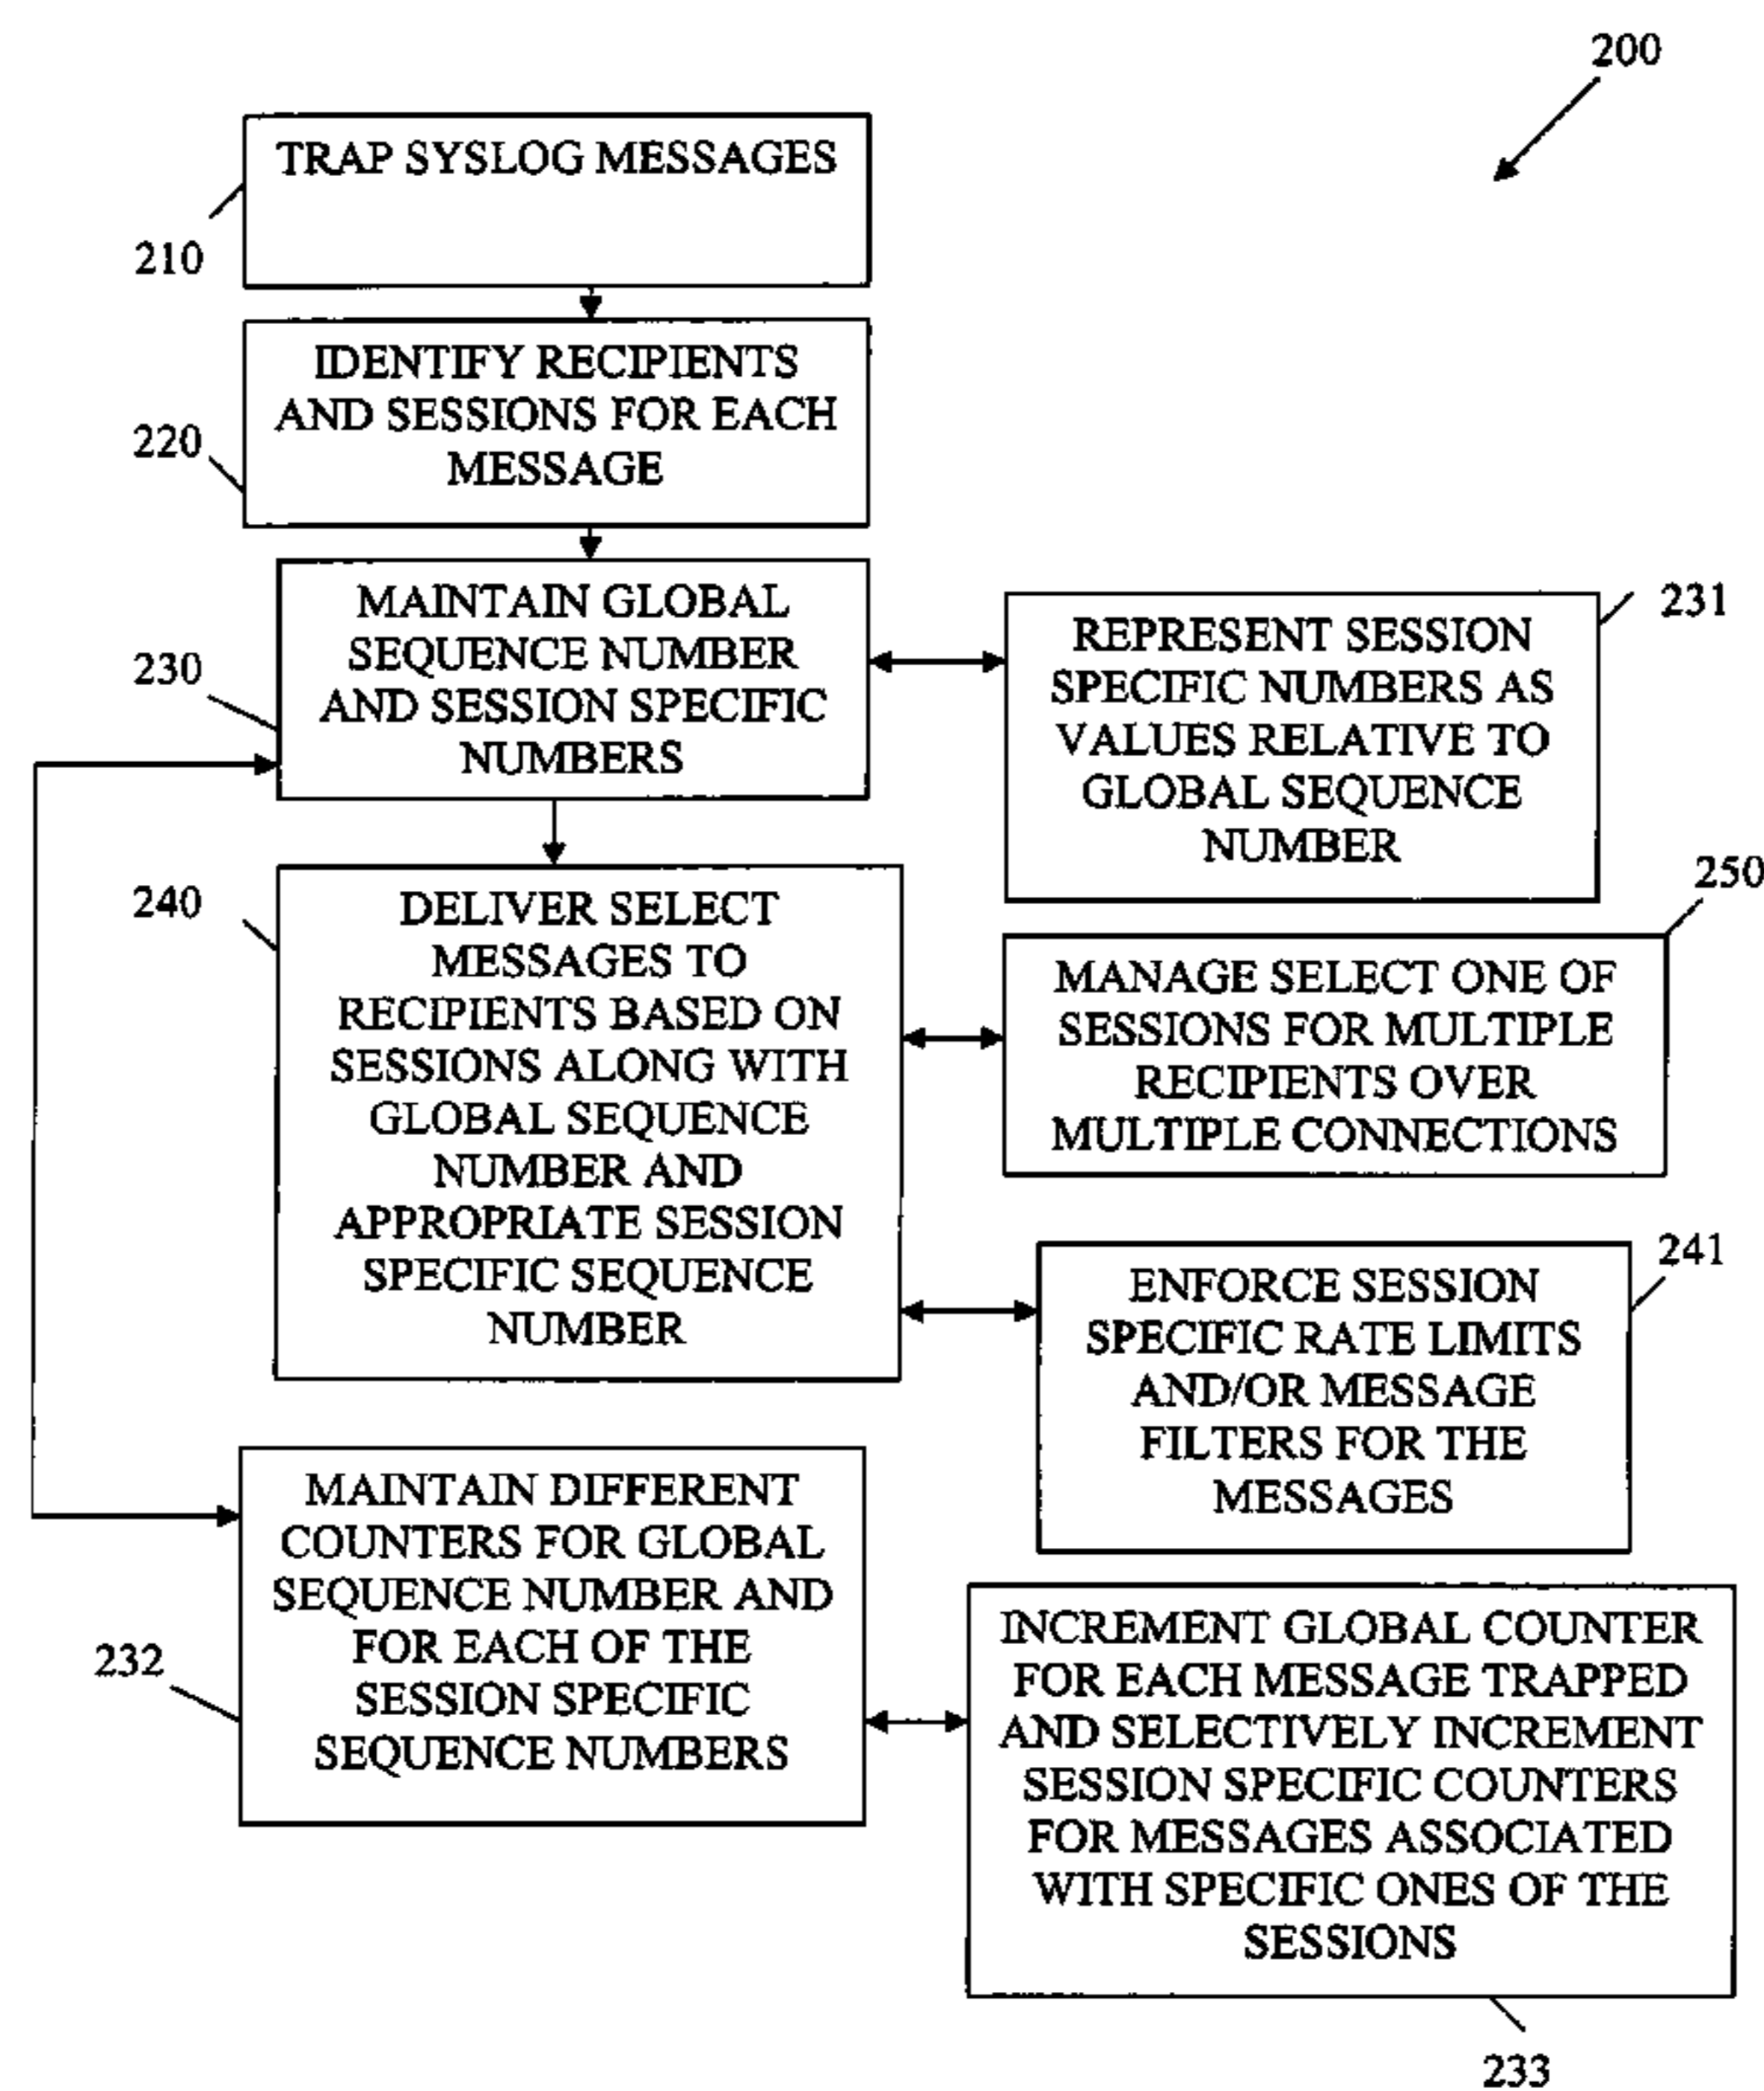 200
TRAP SYSLOG MESSAGES
210
IDENTIFY RECIPIENTS
AND SESSIONS FOR EACH
MESSAGE
220
MAINTAIN GLOBAL
SEQUENCE NUMBER
AND SESSION SPECIFIC
NUMBERS
230
REPRESENT SESSION
SPECIFIC NUMBERS AS
VALUES RELATIVE TO
GLOBAL SEQUENCE
NUMBER
231
DELIVER SELECT
MESSAGES TO
RECIPIENTS BASED ON
SESSIONS ALONG WITH
GLOBAL SEQUENCE
NUMBER AND
APPROPRIATE SESSION
SPECIFIC SEQUENCE
NUMBER
240
MANAGE SELECT ONE OF
SESSIONS FOR MULTIPLE
RECIPIENTS OVER
MULTIPLE CONNECTIONS
250
ENFORCE SESSION
SPECIFIC RATE LIMITS
AND/OR MESSAGE
FILTERS FOR THE
MESSAGES
241
MAINTAIN DIFFERENT
COUNTERS FOR GLOBAL
SEQUENCE NUMBER AND
FOR EACH OF THE
SESSION SPECIFIC
SEQUENCE NUMBERS
232
INCREMENT GLOBAL COUNTER
FOR EACH MESSAGE TRAPPED
AND SELECTIVELY INCREMENT
SESSION SPECIFIC COUNTERS
FOR MESSAGES ASSOCIATED
WITH SPECIFIC ONES OF THE
SESSIONS
233